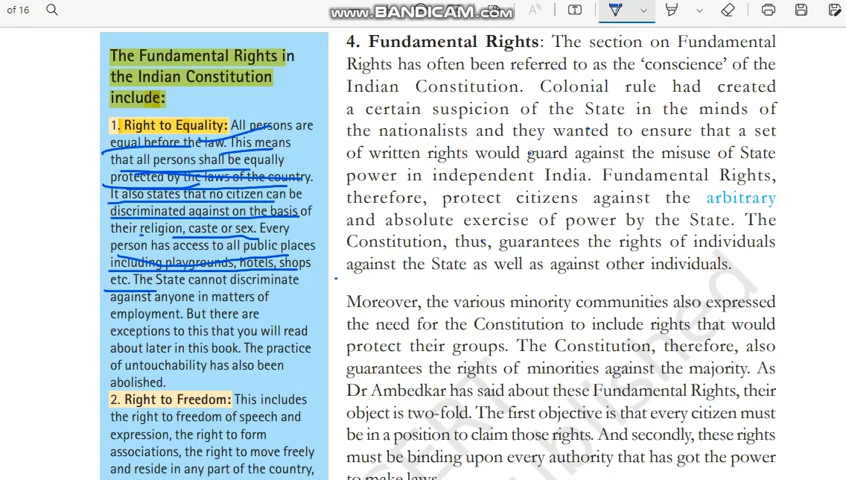 of 16
www.BANDICAM.com
The Fundamental Rights in
the Indian Constitution
include:
1. Right to Equality: All persons are
equal before the law. This means
that all persons shall be equally
protected by the laws of the country.
It also states that no citizen can be
discriminated against on the basis of
their religion, caste or sex. Every
person has access to all public places
including playgrounds, hotels, shops
etc. The State cannot discriminate
against anyone in matters of
employment. But there are
exceptions to this that you will read
about later in this book. The practice
of untouchability has also been
abolished.
2. Right to Freedom: This includes
the right to freedom of speech and
expression, the right to form
associations, the right to move freely
and reside in any part of the country,
4. Fundamental Rights: The section on Fundamental
Rights has often been referred to as the ‘conscience’ of the
Indian Constitution. Colonial rule had created
a certain suspicion of the State in the minds of
the nationalists and they wanted to ensure that a set
of written rights would guard against the misuse of State
power in independent India. Fundamental Rights,
therefore, protect citizens against the arbitrary
and absolute exercise of power by the State. The
Constitution, thus, guarantees the rights of individuals
against the State as well as against other individuals.
Moreover, the various minority communities also expressed
the need for the Constitution to include rights that would
protect their groups. The Constitution, therefore, also
guarantees the rights of minorities against the majority. As
Dr Ambedkar has said about these Fundamental Rights, their
object is two-fold. The first objective is that every citizen must
be in a position to claim those rights. And secondly, these rights
must be binding upon every authority that has got the power
to make laws.